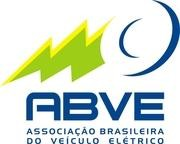 ABVE
ASSOCIAÇÃO BRASILEIRA
DO VEÍCULO ELÉTRICO